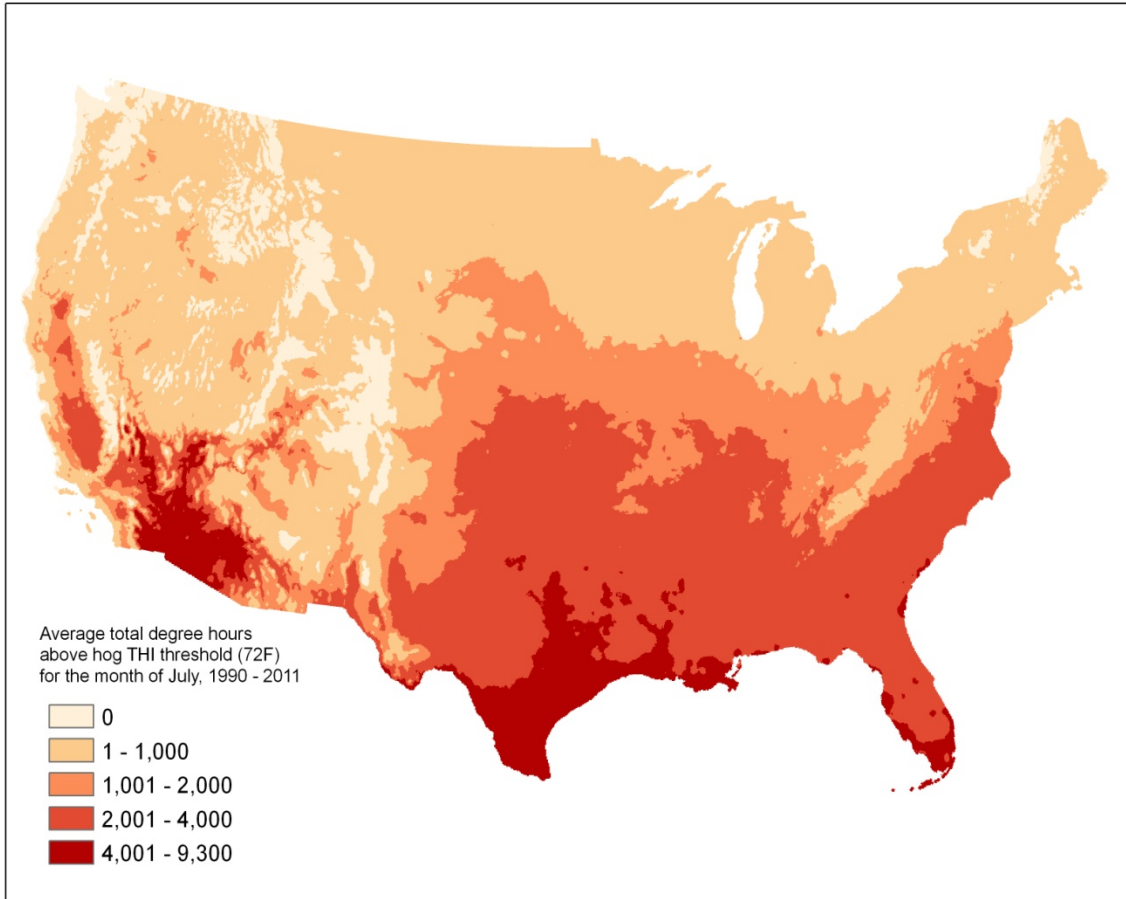 Average total degree hours
above hog THI threshold (72F)
for the month of July, 1990 - 2011
0
1 - 1,000
1,001 - 2,000
2,001 - 4,000
4,001 - 9,300